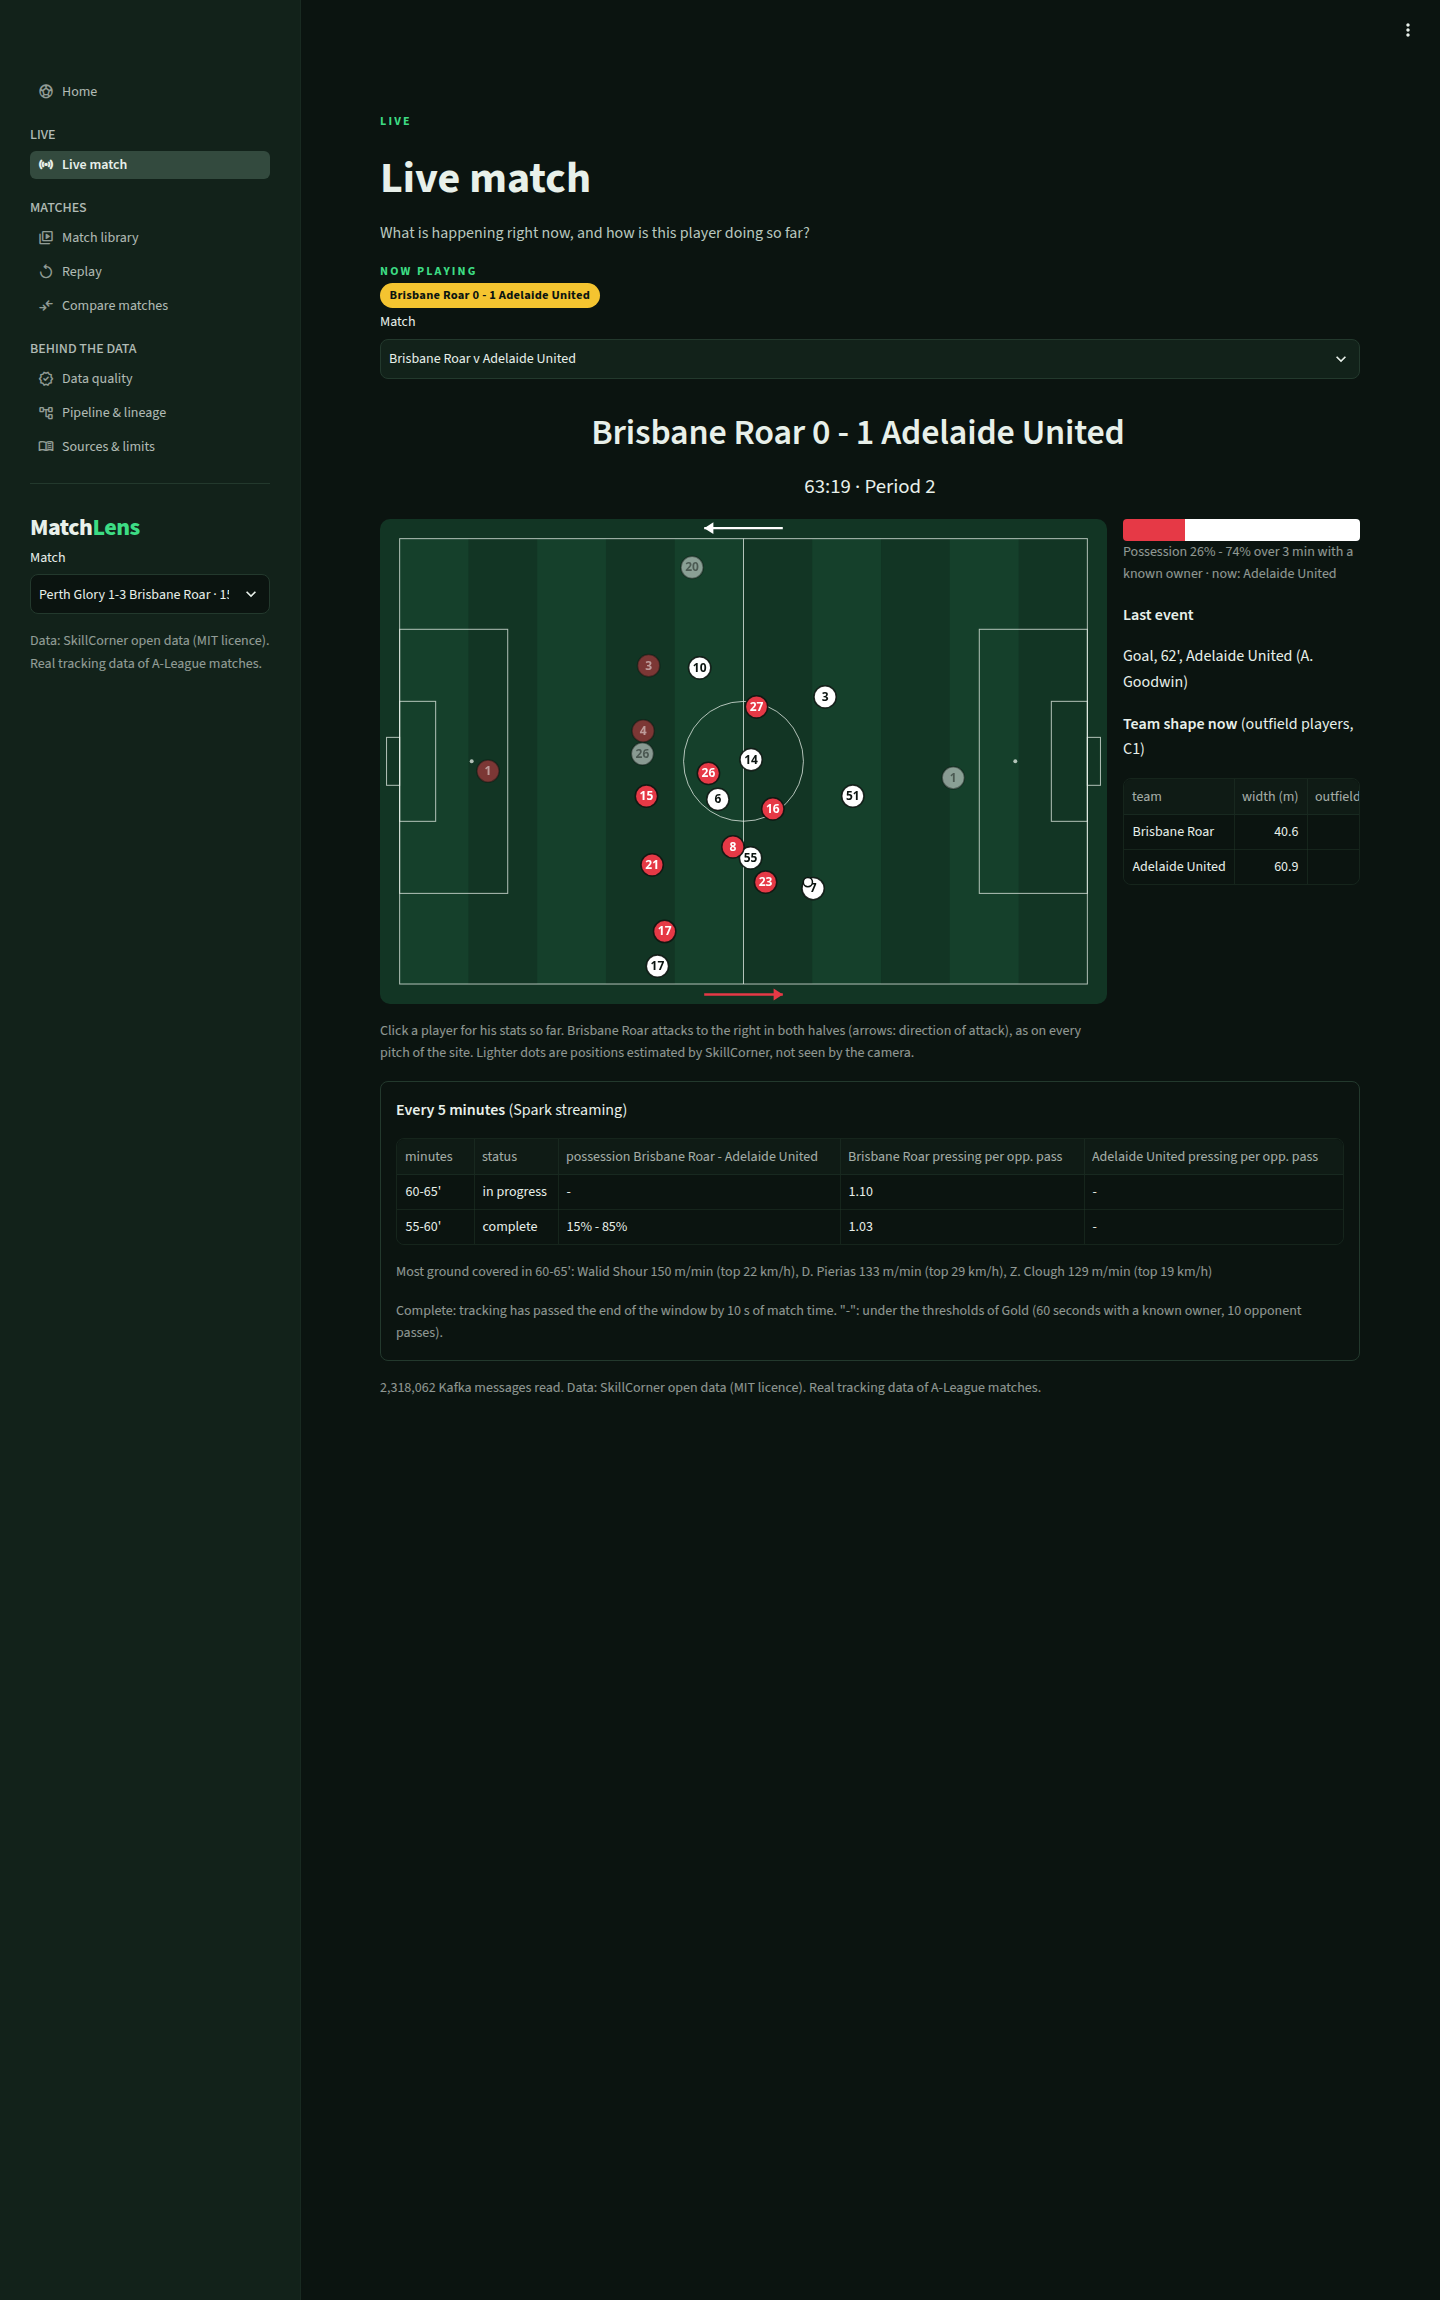 Home
LIVE
Live match
MATCHES
Match library
Replay
Compare matches
BEHIND THE DATA
Data quality
Pipeline & lineage
Sources & limits
MatchLens
Match
Perth Glory 1-3 Brisbane Roar · 1
Data: SkillCorner open data (MIT licence).
Real tracking data of A-League matches.
LIVE
Live match
What is happening right now, and how is this player doing so far?
NOW PLAYING
Brisbane Roar 0 - 1 Adelaide United
Match
Brisbane Roar v Adelaide United
Brisbane Roar 0 - 1 Adelaide United
63:19 · Period 2
20
3
10
3
27
4
26
14
1
26
1
15
6
51
16
8
55
21
23
7
17
17
Possession 26% - 74% over 3 min with a
known owner · now: Adelaide United
Last event
Goal, 62', Adelaide United (A.
Goodwin)
Team shape now (outfield players,
C1)
team width (m) outfield
Brisbane Roar 40.6
Adelaide United 60.9
Click a player for his stats so far. Brisbane Roar attacks to the right in both halves (arrows: direction of attack), as on every
pitch of the site. Lighter dots are positions estimated by SkillCorner, not seen by the camera.
Every 5 minutes (Spark streaming)
minutes status possession Brisbane Roar - Adelaide United Brisbane Roar pressing per opp. pass Adelaide United pressing per opp. pass
60-65' in progress - 1.10 -
55-60' complete 15% - 85% 1.03 -
Most ground covered in 60-65': Walid Shour 150 m/min (top 22 km/h), D. Pierias 133 m/min (top 29 km/h), Z. Clough 129 m/min (top 19 km/h)
Complete: tracking has passed the end of the window by 10 s of match time. "-": under the thresholds of Gold (60 seconds with a known owner, 10 opponent
passes).
2,318,062 Kafka messages read. Data: SkillCorner open data (MIT licence). Real tracking data of A-League matches.